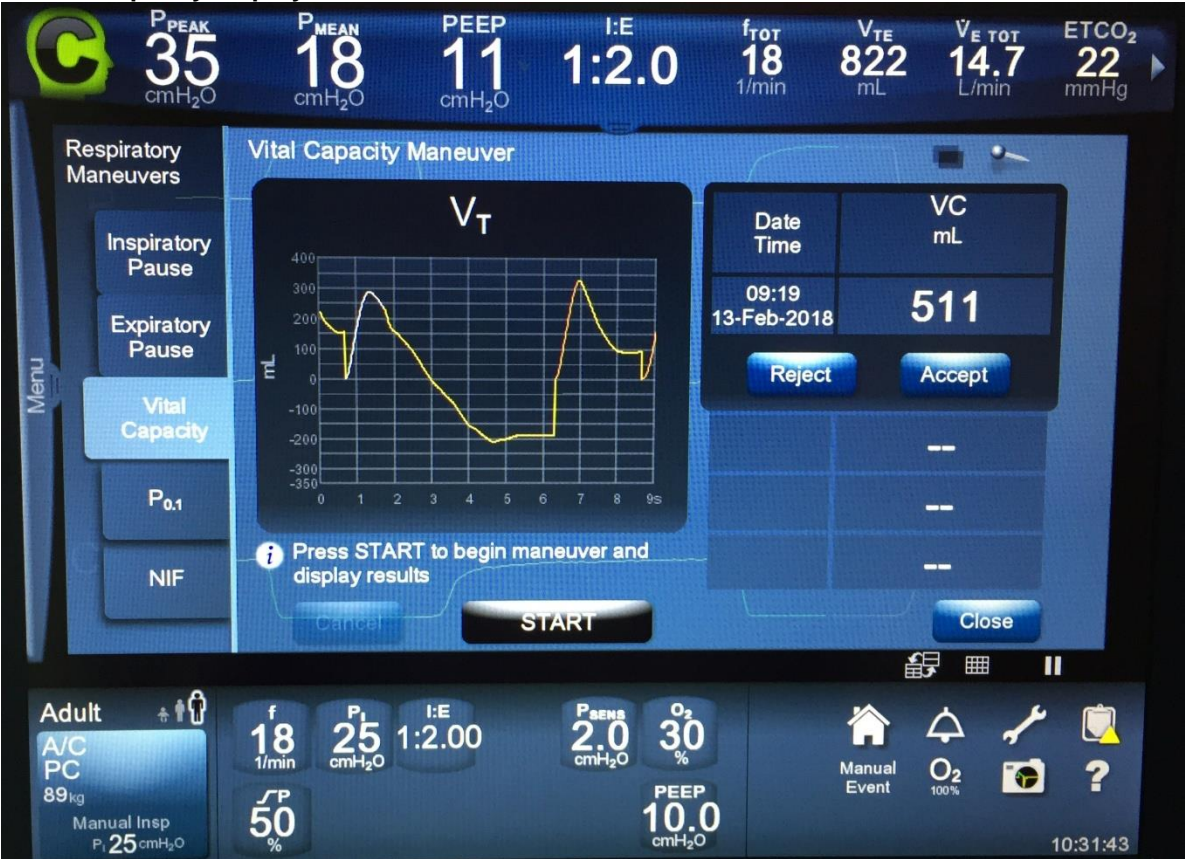 P PEAK
35
cmH2O
P MEAN
18
cmH2O
PEEP
11
cmH2O
I:E
1:2.0
fTOT
18
1/min
VTE
822
mL
V̇E TOT
14.7
L/min
ETCO2
22
mmHg
Menu
Respiratory
Maneuvers
Inspiratory
Pause
Expiratory
Pause
Vital
Capacity
P0.1
NIF
Vital Capacity Maneuver
VT
mL
400
300
200
100
0
-100
-200
-300
-350
0 1 2 3 4 5 6 7 8 9s
Date
Time
VC
mL
09:19
13-Feb-2018
511
Reject
Accept
--
--
--
i Press START to begin maneuver and
display results
Cancel
START
Close
Adult
A/C
PC
89 kg
Manual Insp
PI 25 cmH2O
f
18
1/min
PI
25
cmH2O
I:E
1:2.00
PSENS
2.0
cmH2O
O2
30
%
P
50
%
PEEP
10.0
cmH2O
Manual
Event
O2
100%
?
10:31:43